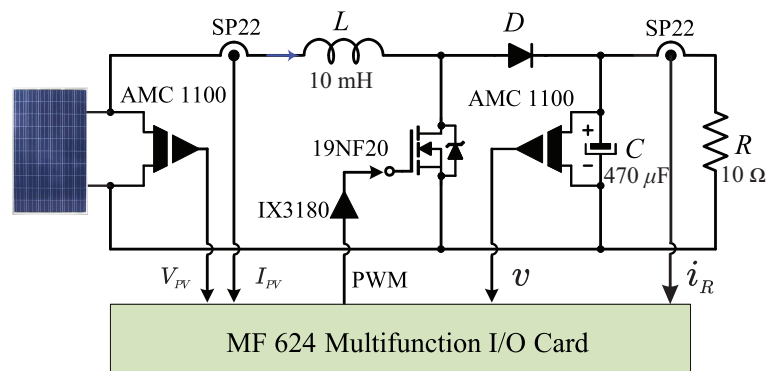 SP22
L
10 mH
D
SP22
AMC 1100
AMC 1100
19NF20
+
-
C
470 μF
R
10 Ω
IX3180
V_PV
I_PV
PWM
v
i_R
MF 624 Multifunction I/O Card